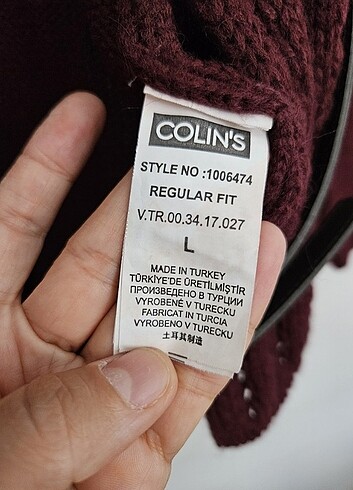 COLIN'S
STYLE NO :1006474
REGULAR FIT
V.TR.00.34.17.027
L
MADE IN TURKEY
TÜRKİYE'DE ÜRETİLMİŞTİR
ПРОИЗВЕДЕНО В ТУРЦИИ
VYROBENÉ V TURECKU
FABRICAT IN TURCIA
VYROBENO V TURECKU
土耳其制造